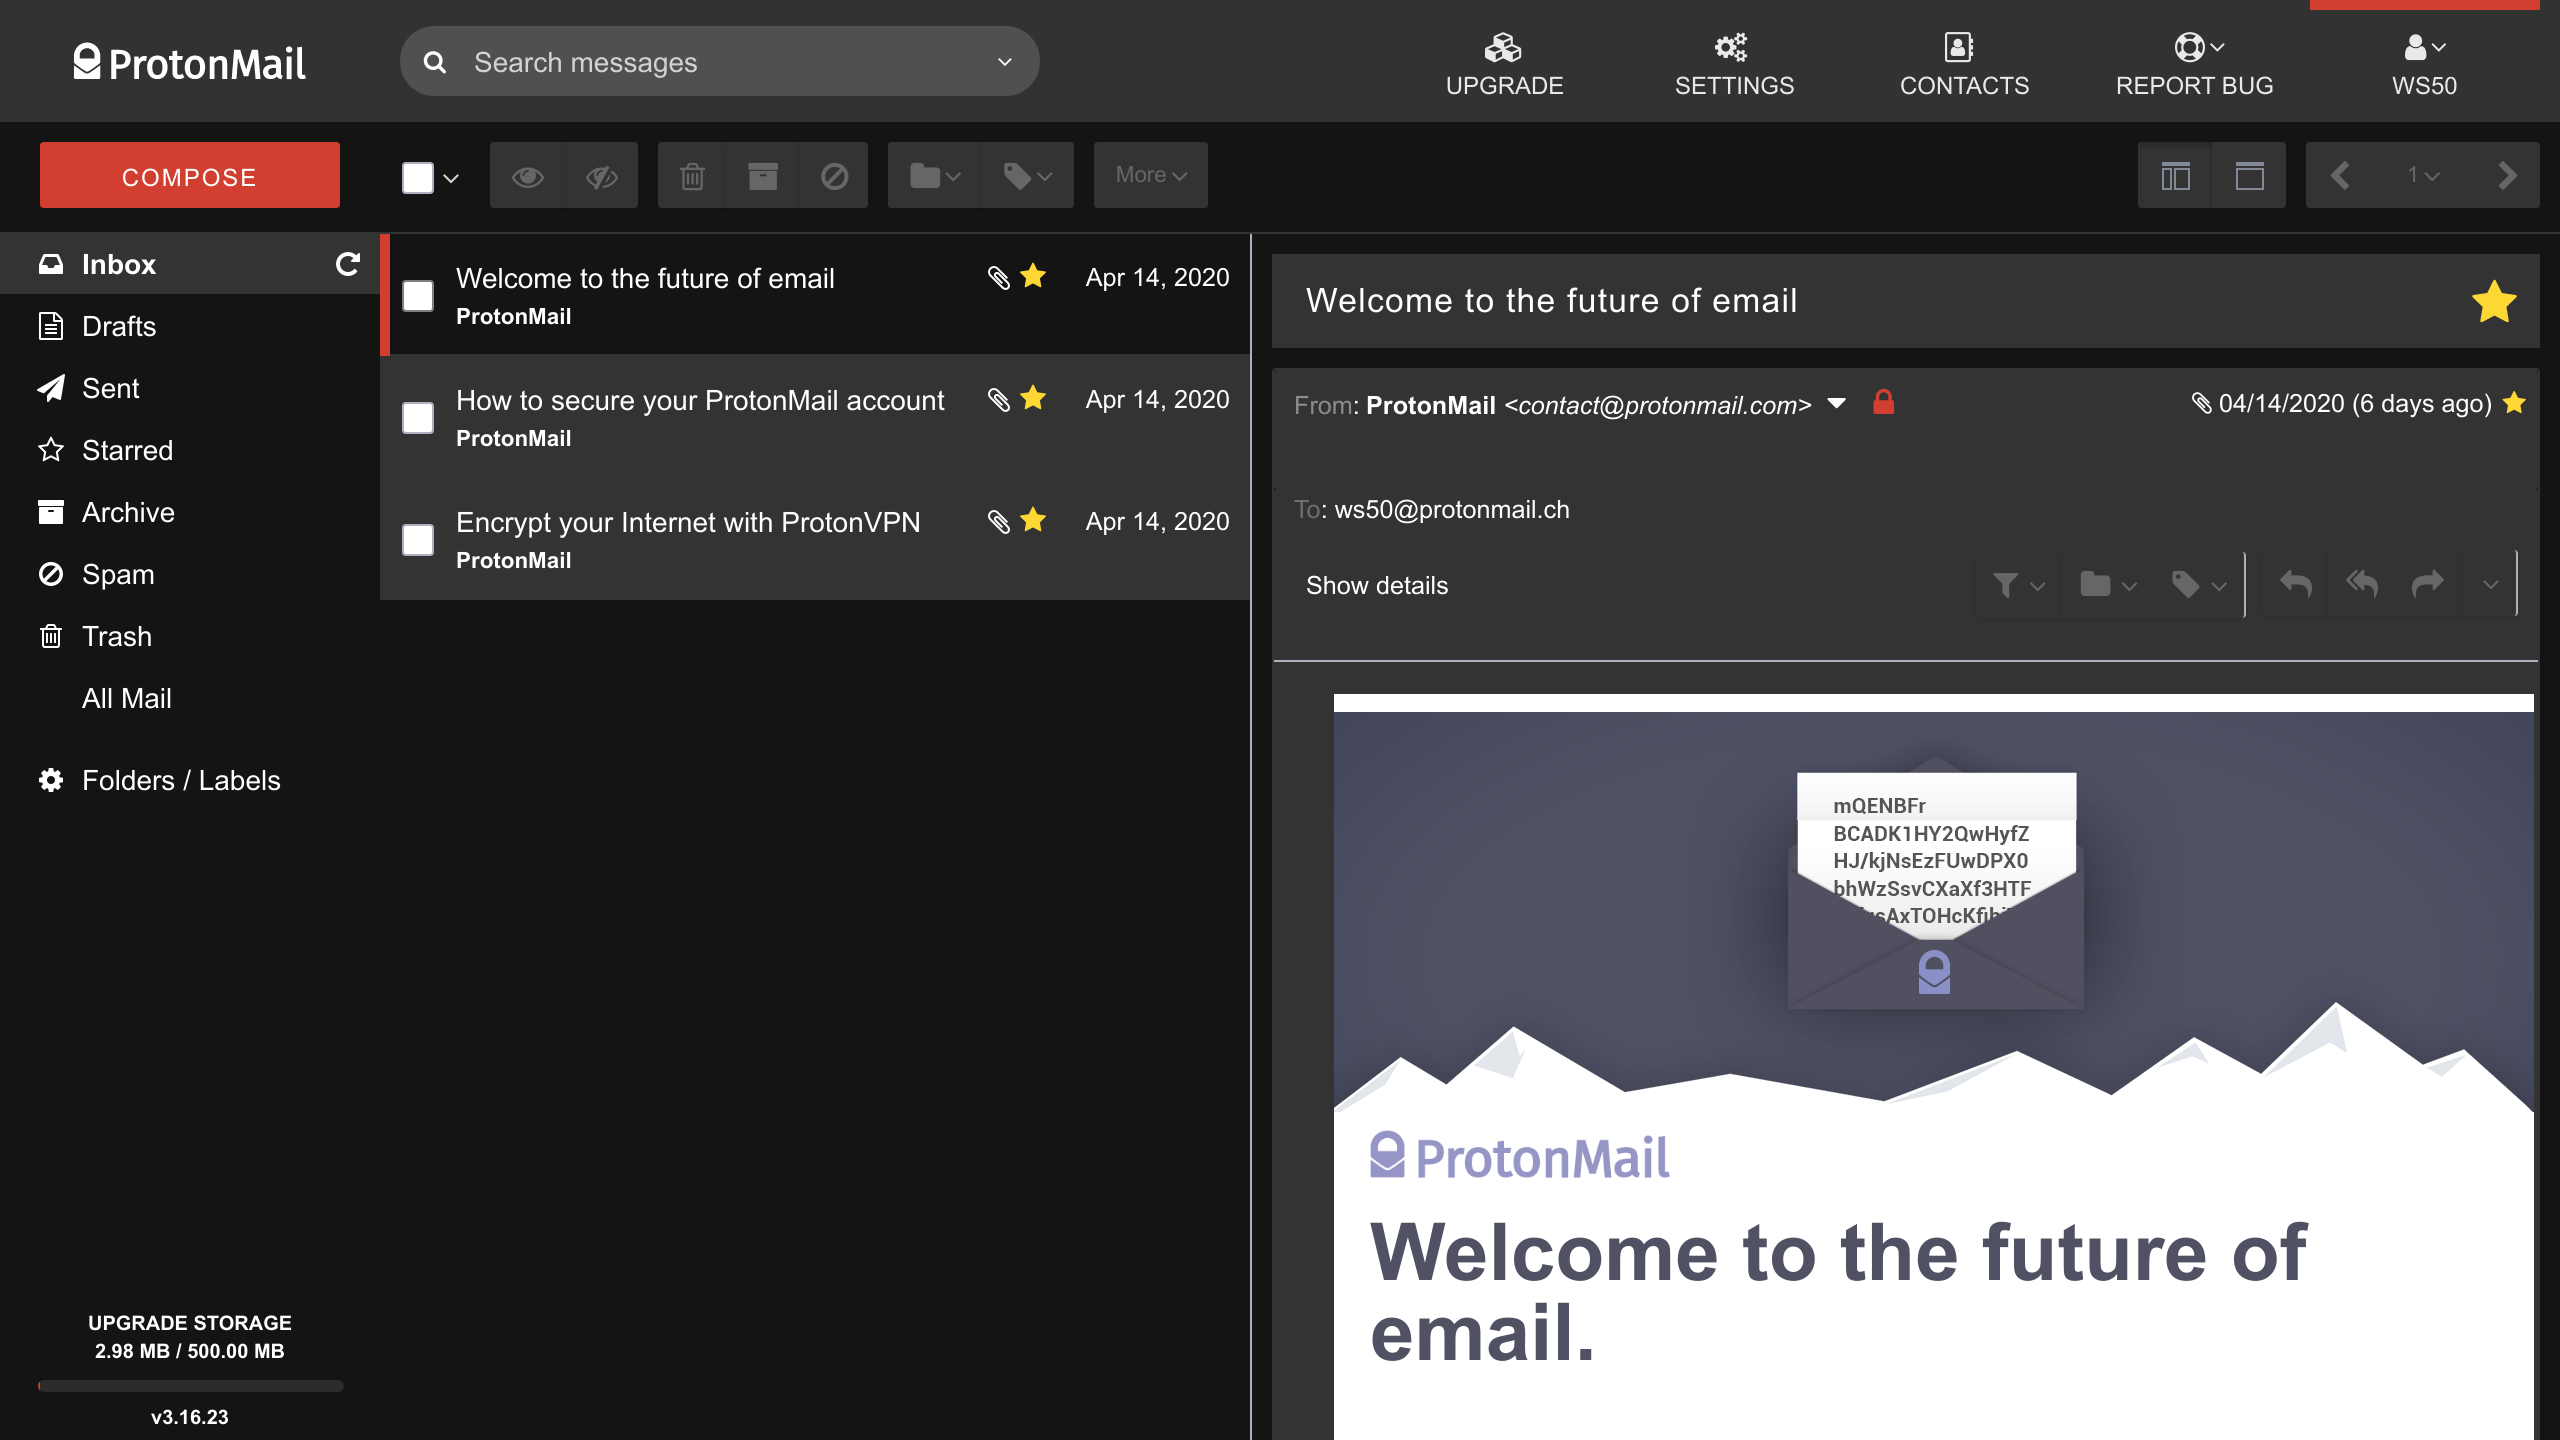 ProtonMail
Search messages
UPGRADE
SETTINGS
CONTACTS
REPORT BUG
WS50
COMPOSE
More
1
Inbox
Drafts
Sent
Starred
Archive
Spam
Trash
All Mail
Folders / Labels
UPGRADE STORAGE
2.98 MB / 500.00 MB
v3.16.23
Welcome to the future of email
Apr 14, 2020
ProtonMail
How to secure your ProtonMail account
Apr 14, 2020
ProtonMail
Encrypt your Internet with ProtonVPN
Apr 14, 2020
ProtonMail
Welcome to the future of email
From: ProtonMail <contact@protonmail.com>
04/14/2020 (6 days ago)
To: ws50@protonmail.ch
Show details
mQENBFr
BCADK1HY2QwHyfZ
HJ/kjNsEzFUwDPX0
bhWzSsvCXaXf3HTF
ProtonMail
Welcome to the future of
email.